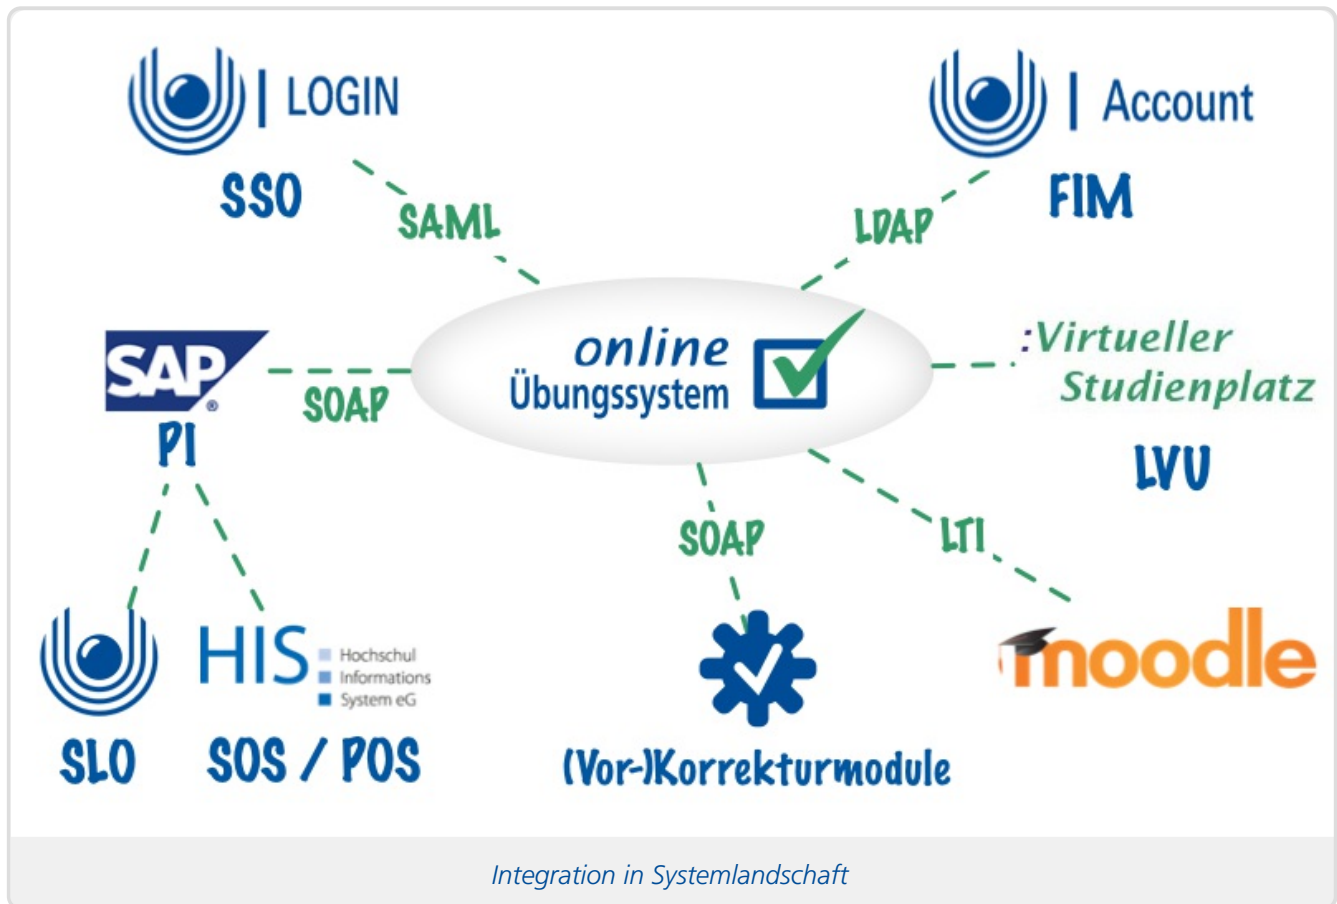 | LOGIN
SSO
| Account
FIM
SAML
LDAP
SAP
®
PI
SOAP
online
Übungssystem
:Virtueller
Studienplatz
LVU
SOAP
LTI
SLO
HIS
Hochschul
Informations
System eG
SOS / POS
(Vor-)Korrekturmodule
moodle
Integration in Systemlandschaft